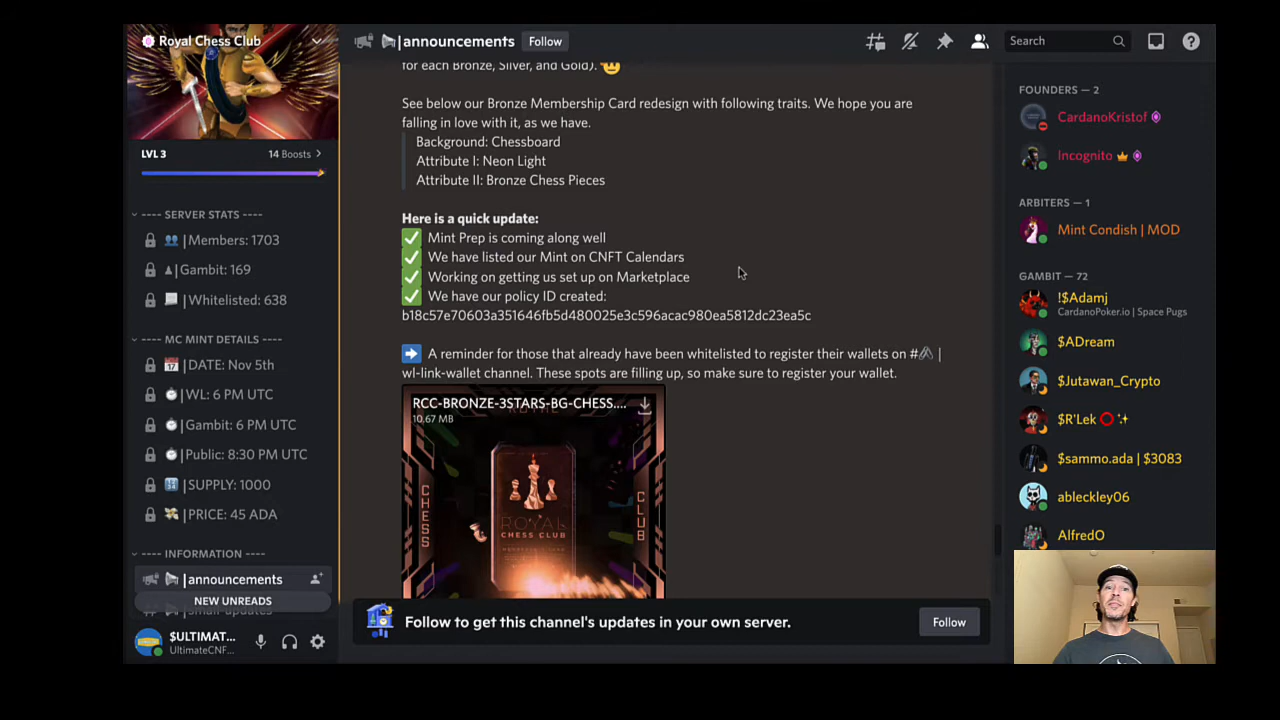 Royal Chess Club
LVL 3
14 Boosts
---- SERVER STATS ----
|Members: 1703
|Gambit: 169
|Whitelisted: 638
---- MC MINT DETAILS ----
|DATE: Nov 5th
|WL: 6 PM UTC
|Gambit: 6 PM UTC
|Public: 8:30 PM UTC
|SUPPLY: 1000
|PRICE: 45 ADA
---- INFORMATION ----
|announcements
NEW UNREADS
$ULTIMAT...
UltimateCNF...
|announcements
Follow
Search
for each Bronze, Silver, and Gold).
See below our Bronze Membership Card redesign with following traits. We hope you are
falling in love with it, as we have.
Background: Chessboard
Attribute I: Neon Light
Attribute II: Bronze Chess Pieces
Here is a quick update:
Mint Prep is coming along well
We have listed our Mint on CNFT Calendars
Working on getting us set up on Marketplace
We have our policy ID created:
b18c57e70603a351646fb5d480025e3c596acac980ea5812dc23ea5c
A reminder for those that already have been whitelisted to register their wallets on # |
wl-link-wallet channel. These spots are filling up, so make sure to register your wallet.
RCC-BRONZE-3STARS-BG-CHESS....
10.67 MB
CHESS
ROYAL
CHESS CLUB
CLUB
Follow to get this channel's updates in your own server.
Follow
FOUNDERS — 2
CardanoKristof
Incognito
ARBITERS — 1
Mint Condish | MOD
GAMBIT — 72
!$Adamj
CardanoPoker.io | Space Pugs
$ADream
$Jutawan_Crypto
$R'Lek
$sammo.ada | $3083
ableckley06
AlfredO